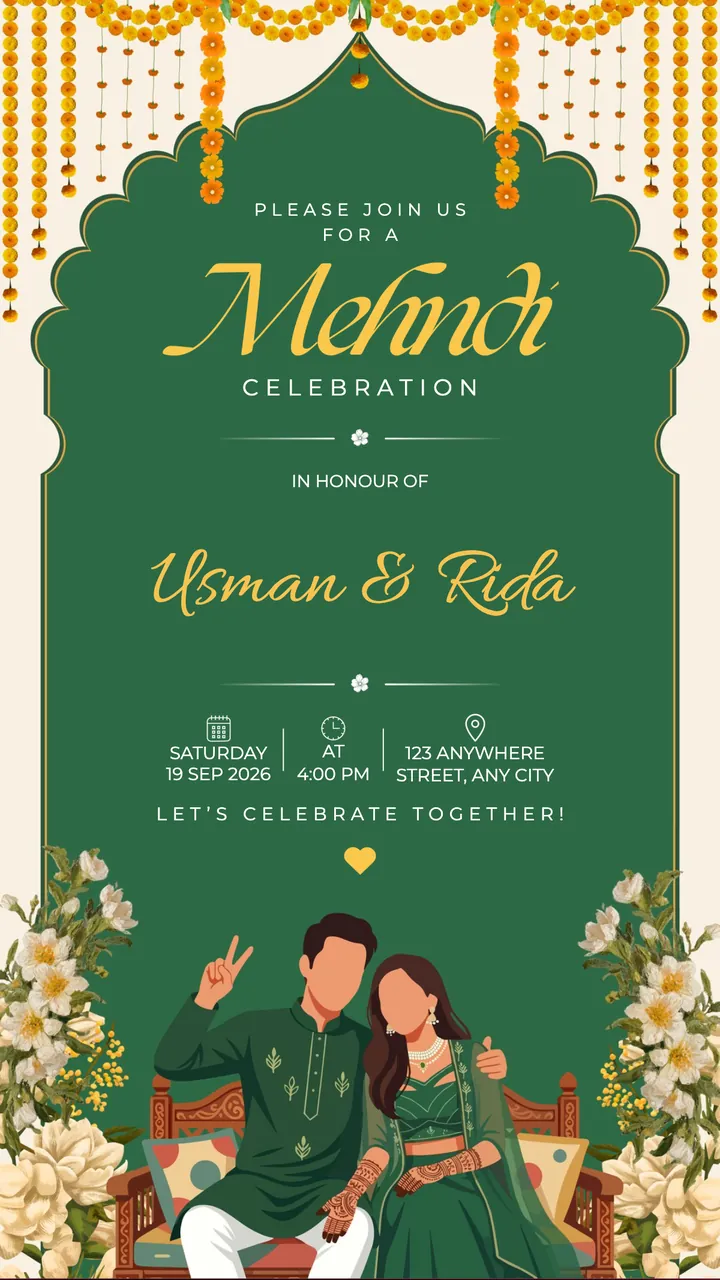 PLEASE JOIN US
FOR A
Mehndi
CELEBRATION
IN HONOUR OF
Usman & Rida
SATURDAY
19 SEP 2026
AT
4:00 PM
123 ANYWHERE
STREET, ANY CITY
LET'S CELEBRATE TOGETHER!